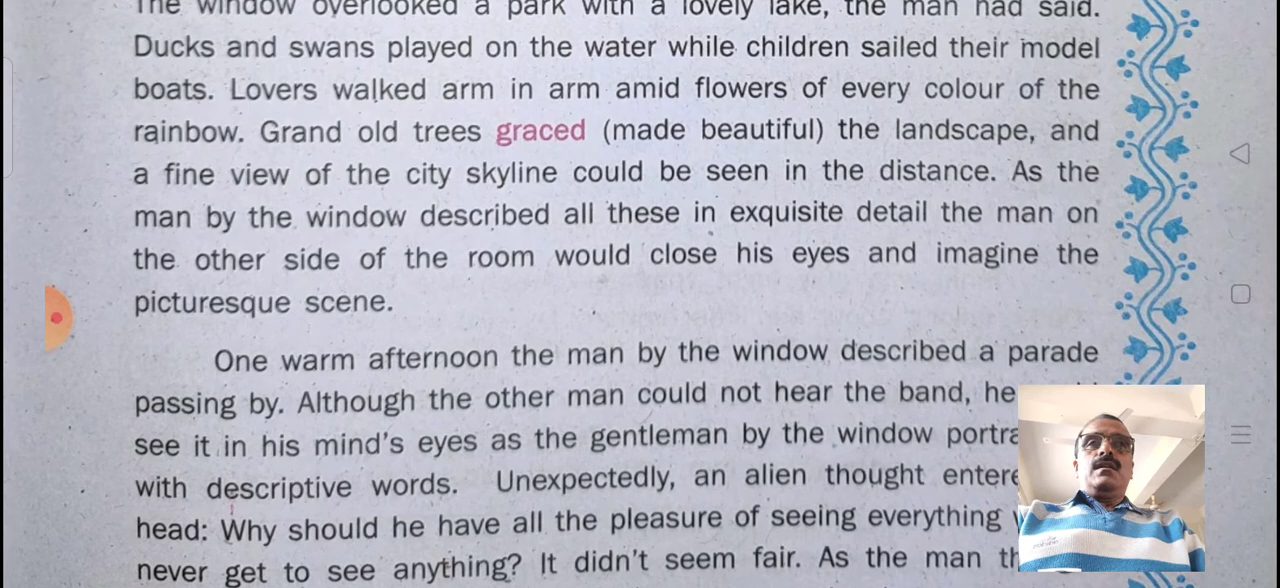 The window overlooked a park with a lovely lake, the man had said.
Ducks and swans played on the water while children sailed their model
boats. Lovers walked arm in arm amid flowers of every colour of the
rainbow. Grand old trees graced (made beautiful) the landscape, and
a fine view of the city skyline could be seen in the distance. As the
man by the window described all these in exquisite detail the man on
the other side of the room would close his eyes and imagine the
picturesque scene.
One warm afternoon the man by the window described a parade
passing by. Although the other man could not hear the band, he
see it in his mind's eyes as the gentleman by the window
with descriptive words. Unexpectedly, an alien thought
head: Why should he have all the pleasure of seeing everything
never get to see anything? It didn't seem fair. As the man